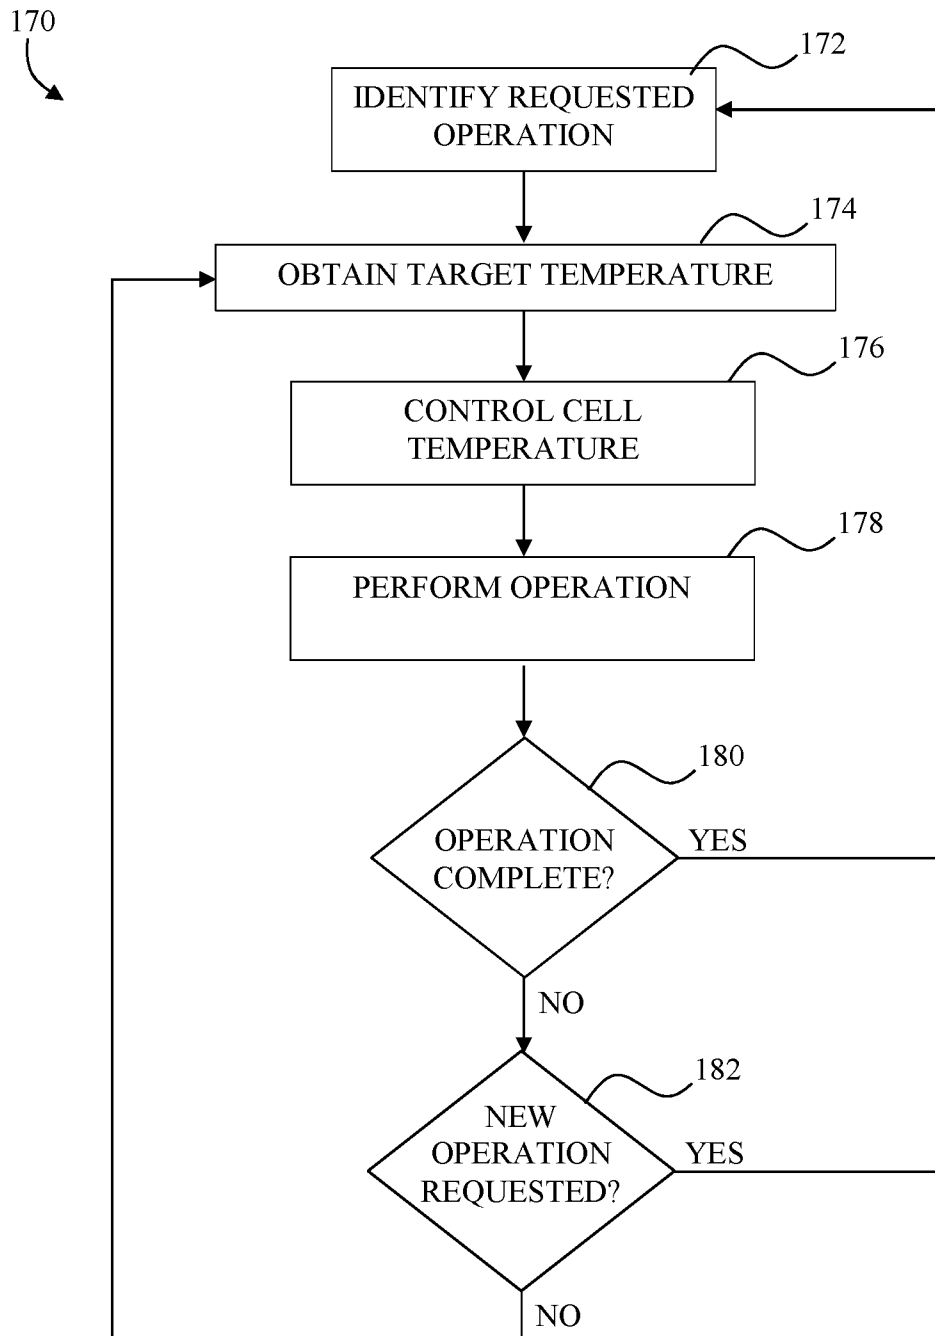 170
172
IDENTIFY REQUESTED
OPERATION
174
OBTAIN TARGET TEMPERATURE
176
CONTROL CELL
TEMPERATURE
178
PERFORM OPERATION
180
OPERATION
COMPLETE?
YES
NO
182
NEW
OPERATION
REQUESTED?
YES
NO